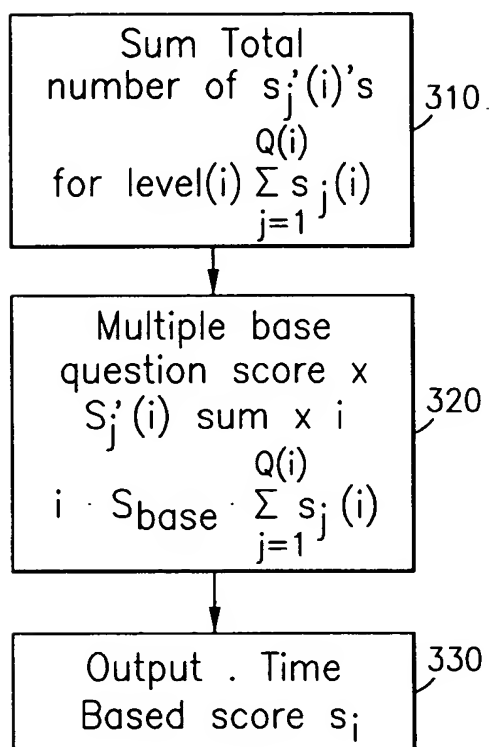 Sum Total
number of s_j'(i)'s
Q(i)
for level(i) Σ s_j(i)
j=1
310
Multiple base
question score x
S_j'(i) sum x i
320
Q(i)
i · S_base · Σ s_j(i)
j=1
Output . Time
Based score s_i
330